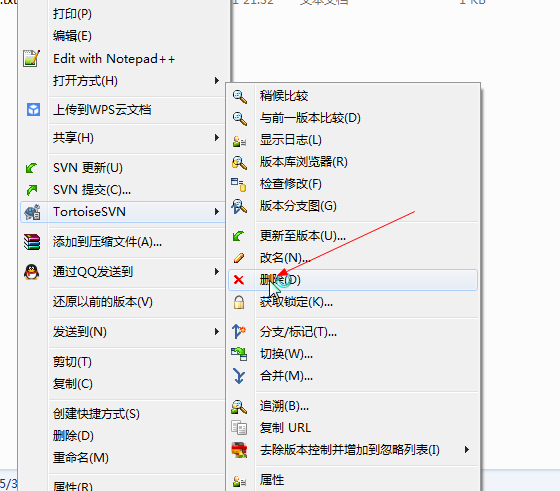 .txt
21:52
文本文档
1 KB
打印(P)
编辑(E)
Edit with Notepad++
打开方式(H)
上传到WPS云文档
共享(H)
SVN 更新(U)
SVN 提交(C)...
TortoiseSVN
添加到压缩文件(A)...
通过QQ发送到
还原以前的版本(V)
发送到(N)
剪切(T)
复制(C)
创建快捷方式(S)
删除(D)
重命名(M)
属性(R)
5/3
稍候比较
与前一版本比较(D)
显示日志(L)
版本库浏览器(R)
检查修改(F)
版本分支图(G)
更新至版本(U)...
改名(N)...
删除(D)
获取锁定(K)...
分支/标记(T)...
切换(W)...
合并(M)...
追溯(B)...
复制 URL
去除版本控制并增加到忽略列表(I)
属性